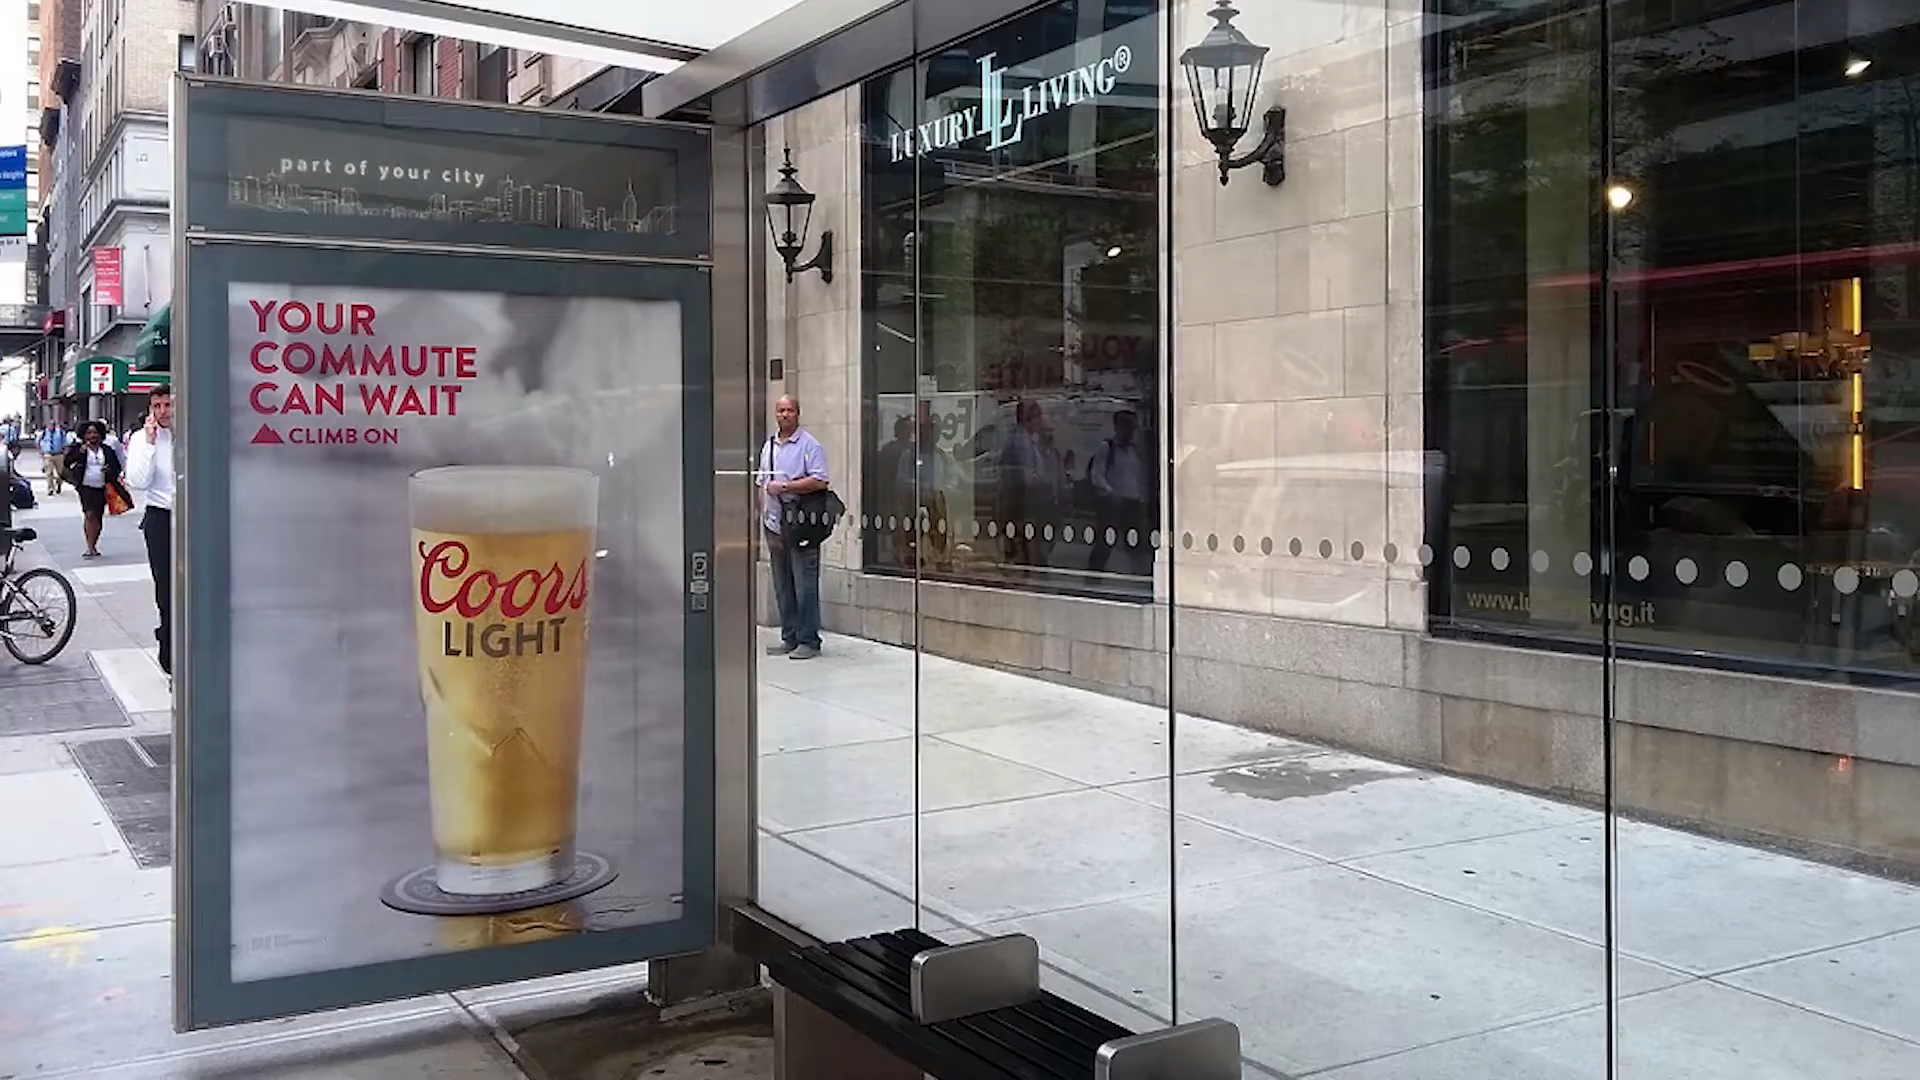 part of your city
YOUR
COMMUTE
CAN WAIT
CLIMB ON
Coors
LIGHT
LUXURY LL LIVING®